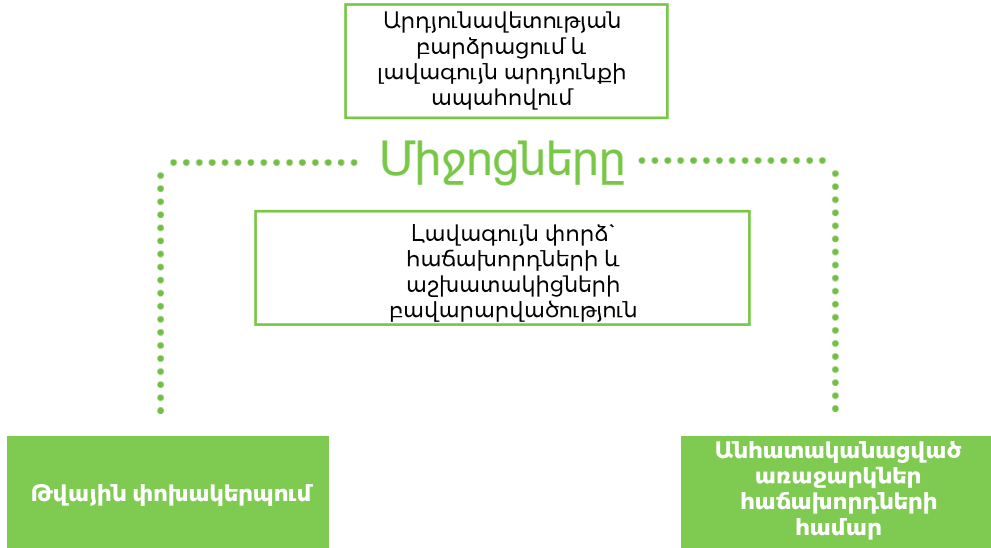 Արդյունավետության
բարձրացում և
լավագույն արդյունքի
ապահովում
Միջոցները
Լավագույն փորձ՝
հաճախորդների և
աշխատակիցների
բավարարվածություն
Թվային փոխակերպում
Անհատականացված
առաջարկներ
հաճախորդների
համար